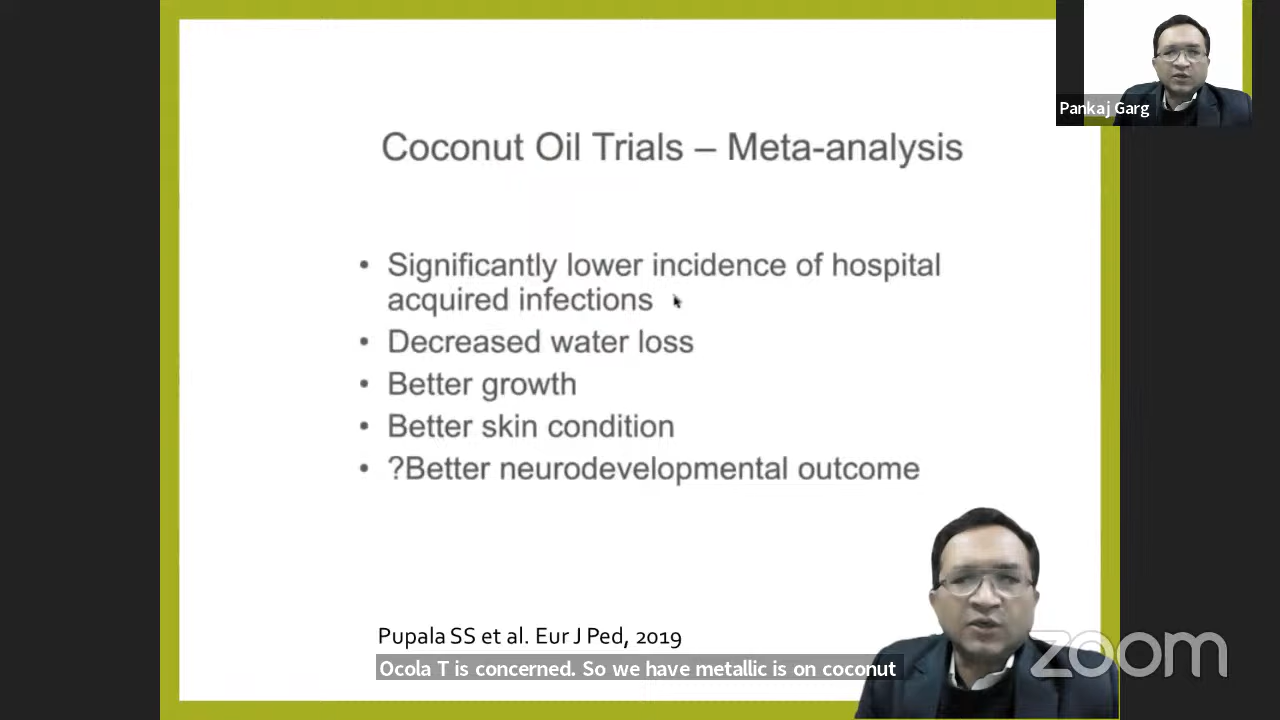 Pankaj Garg
Coconut Oil Trials – Meta-analysis
• Significantly lower incidence of hospital
acquired infections
• Decreased water loss
• Better growth
• Better skin condition
• ?Better neurodevelopmental outcome
Pupala SS et al. Eur J Ped, 2019
Ocola T is concerned. So we have metallic is on coconut
zoom